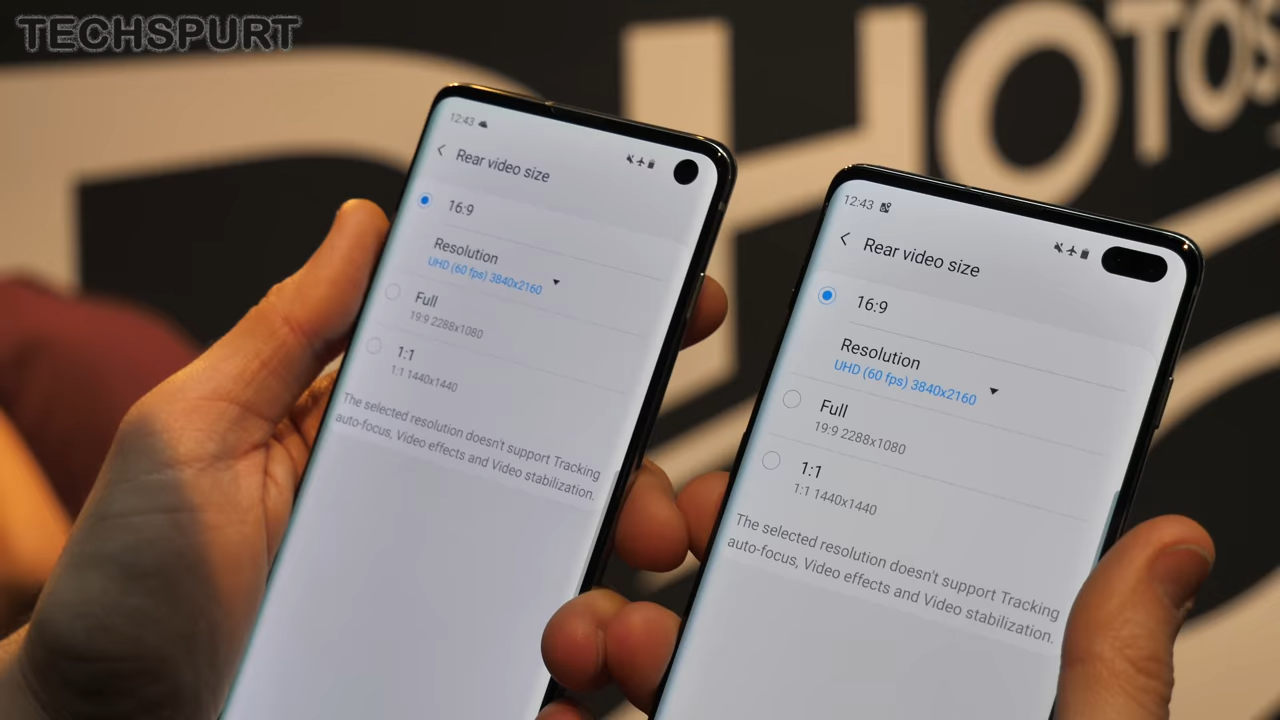 TECHSPURT
HOTOS
12:43
Rear video size
16:9
Resolution
UHD (60 fps) 3840x2160
Full
19:9 2288x1080
1:1
1:1 1440x1440
The selected resolution doesn't support Tracking
auto-focus, Video effects and Video stabilization.
12:43
Rear video size
16:9
Resolution
UHD (60 fps) 3840x2160
Full
19:9 2288x1080
1:1
1:1 1440x1440
The selected resolution doesn't support Tracking
auto-focus, Video effects and Video stabilization.